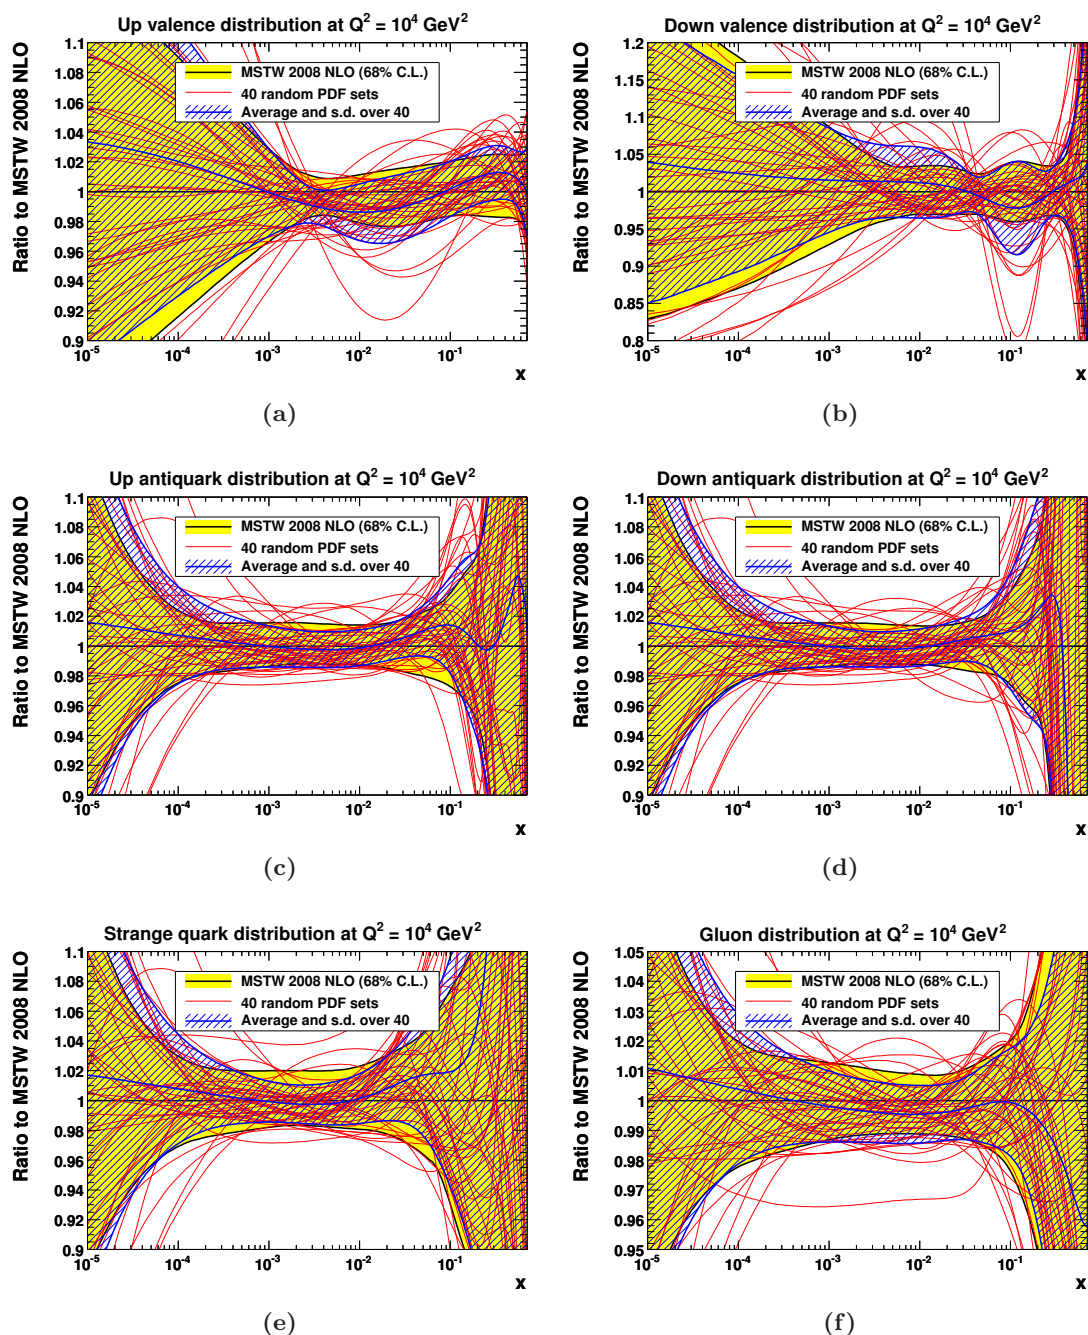 Up valence distribution at Q² = 10⁴ GeV²
Ratio to MSTW 2008 NLO
1.1
1.08
1.06
1.04
1.02
1
0.98
0.96
0.94
0.92
0.9
MSTW 2008 NLO (68% C.L.)
40 random PDF sets
Average and s.d. over 40
10⁻⁵ 10⁻⁴ 10⁻³ 10⁻² 10⁻¹
x
(a)
Down valence distribution at Q² = 10⁴ GeV²
Ratio to MSTW 2008 NLO
1.2
1.15
1.1
1.05
1
0.95
0.9
0.85
0.8
MSTW 2008 NLO (68% C.L.)
40 random PDF sets
Average and s.d. over 40
10⁻⁵ 10⁻⁴ 10⁻³ 10⁻² 10⁻¹
x
(b)
Up antiquark distribution at Q² = 10⁴ GeV²
Ratio to MSTW 2008 NLO
1.1
1.08
1.06
1.04
1.02
1
0.98
0.96
0.94
0.92
0.9
MSTW 2008 NLO (68% C.L.)
40 random PDF sets
Average and s.d. over 40
10⁻⁵ 10⁻⁴ 10⁻³ 10⁻² 10⁻¹
x
(c)
Down antiquark distribution at Q² = 10⁴ GeV²
Ratio to MSTW 2008 NLO
1.1
1.08
1.06
1.04
1.02
1
0.98
0.96
0.94
0.92
0.9
MSTW 2008 NLO (68% C.L.)
40 random PDF sets
Average and s.d. over 40
10⁻⁵ 10⁻⁴ 10⁻³ 10⁻² 10⁻¹
x
(d)
Strange quark distribution at Q² = 10⁴ GeV²
Ratio to MSTW 2008 NLO
1.1
1.08
1.06
1.04
1.02
1
0.98
0.96
0.94
0.92
0.9
MSTW 2008 NLO (68% C.L.)
40 random PDF sets
Average and s.d. over 40
10⁻⁵ 10⁻⁴ 10⁻³ 10⁻² 10⁻¹
x
(e)
Gluon distribution at Q² = 10⁴ GeV²
Ratio to MSTW 2008 NLO
1.05
1.04
1.03
1.02
1.01
1
0.99
0.98
0.97
0.96
0.95
MSTW 2008 NLO (68% C.L.)
40 random PDF sets
Average and s.d. over 40
10⁻⁵ 10⁻⁴ 10⁻³ 10⁻² 10⁻¹
x
(f)